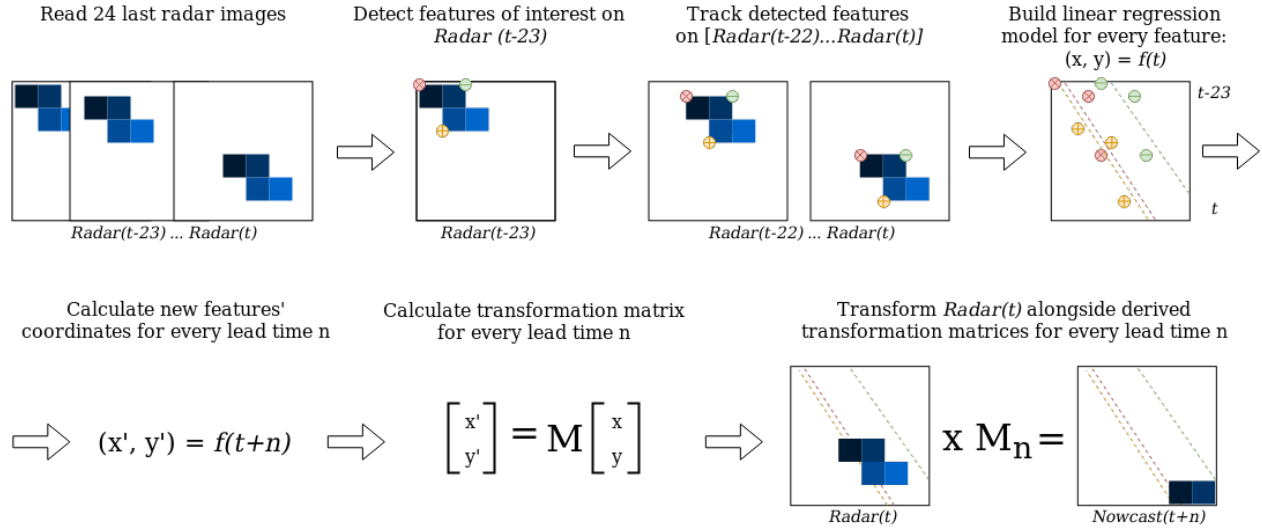 Read 24 last radar images
Radar(t-23) ... Radar(t)
Detect features of interest on
Radar (t-23)
Radar(t-23)
Track detected features
on [Radar(t-22)...Radar(t)]
Radar(t-22) ... Radar(t)
Build linear regression
model for every feature:
(x, y) = f(t)
t-23
t
Calculate new features'
coordinates for every lead time n
(x', y') = f(t+n)
Calculate transformation matrix
for every lead time n
x' x
= M
y' y
Transform Radar(t) alongside derived
transformation matrices for every lead time n
x Mn =
Radar(t)
Nowcast(t+n)